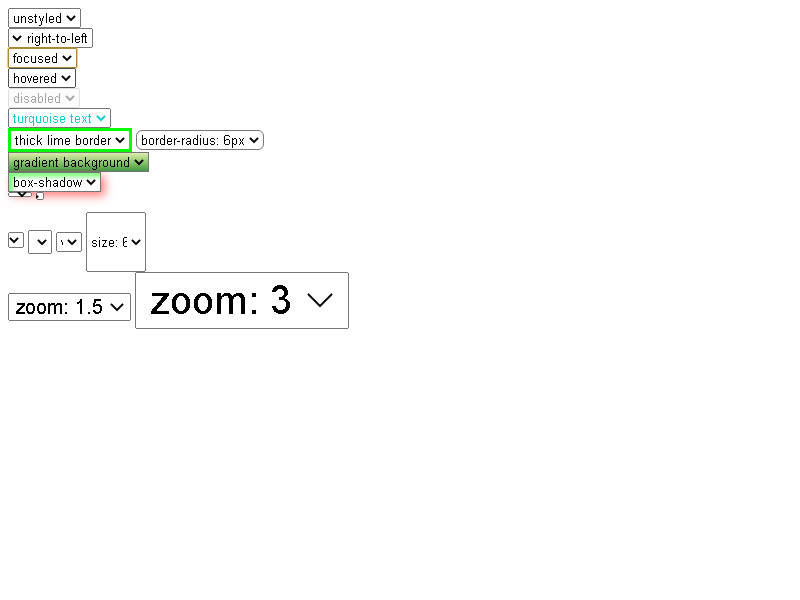 unstyled
right-to-left
focused
hovered
disabled
turquoise text
thick lime border border-radius: 6px
gradient background
box-shadow
size:
zoom: 1.5 zoom: 3